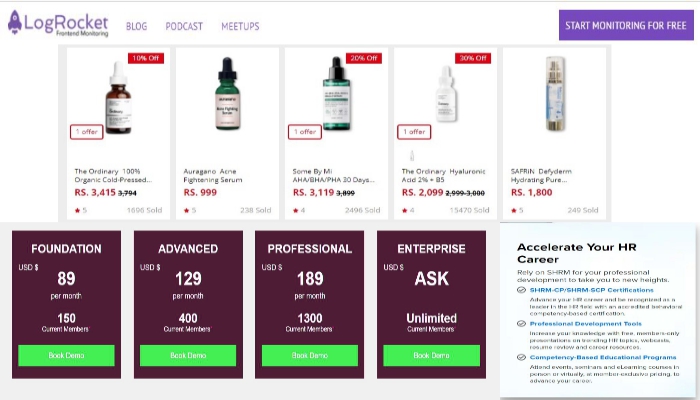 LogRocket
Frontend Monitoring
BLOG
PODCAST
MEETUPS
START MONITORING FOR FREE
10% Off
1 offer
The Ordinary 100%
Organic Cold-Pressed...
RS. 3,415 3,794
5
1696 Sold
Auragano Acne
Fightening Serum
RS. 999
5
238 Sold
20% Off
1 offer
Some By Mi
AHA/BHA/PHA 30 Days...
RS. 3,119 3,899
4
2496 Sold
30% Off
1 offer
The Ordinary Hyaluronic
Acid 2% + B5
RS. 2,099 2,999-3,000
4
15470 Sold
SAFRIN Defyderm
Hydrating Pure...
RS. 1,800
5
249 Sold
FOUNDATION
USD $
89
per month
150
Current Members
Book Demo
ADVANCED
USD $
129
per month
400
Current Members
Book Demo
PROFESSIONAL
USD $
189
per month
1300
Current Members
Book Demo
ENTERPRISE
USD $
ASK
Unlimited
Current Members
Book Demo
Accelerate Your HR
Career
Rely on SHRM for your professional
development to take you to new heights.
SHRM-CP/SHRM-SCP Certifications
Advance your HR career and be recognized as a
leader in the HR field with an accredited behavioral
competency-based certification.
Professional Development Tools
Increase your knowledge with free, members-only
presentations on trending HR topics, webcasts,
resume review and career resources.
Competency-Based Educational Programs
Attend events, seminars and eLearning courses in
person or virtually, at member-exclusive pricing, to
advance your career.